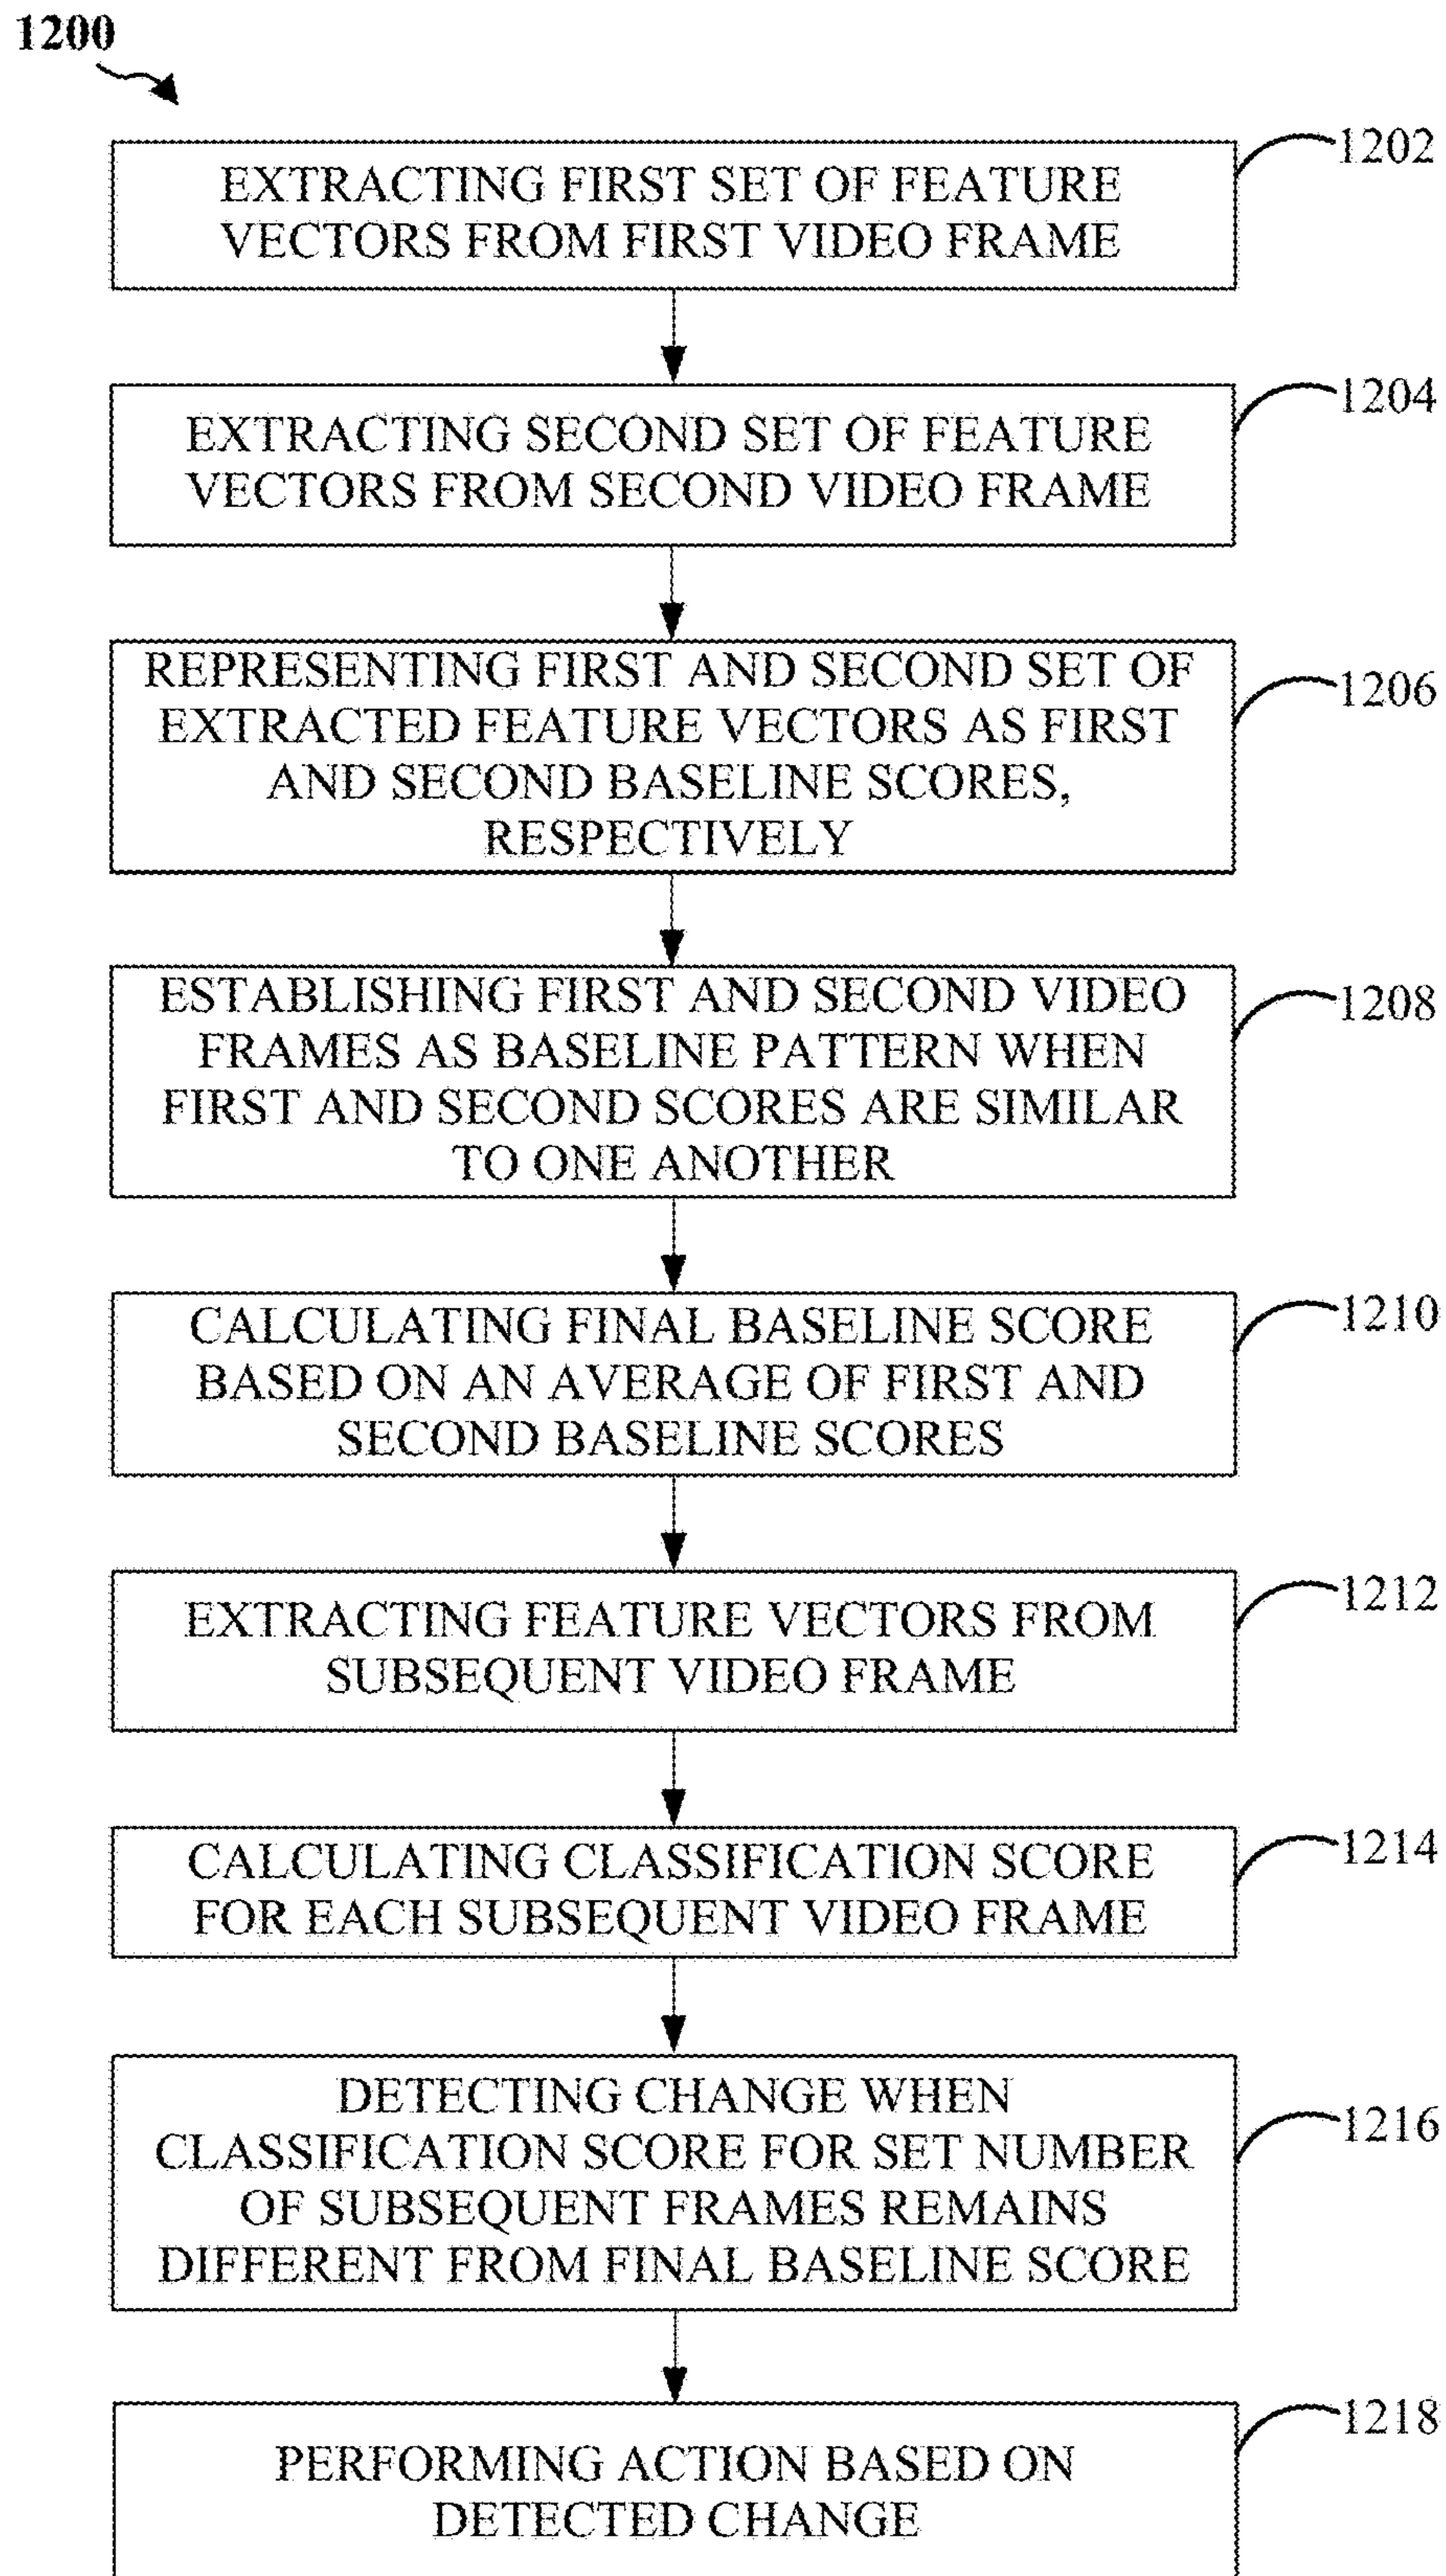 1200
EXTRACTING FIRST SET OF FEATURE
VECTORS FROM FIRST VIDEO FRAME
1202
EXTRACTING SECOND SET OF FEATURE
VECTORS FROM SECOND VIDEO FRAME
1204
REPRESENTING FIRST AND SECOND SET OF
EXTRACTED FEATURE VECTORS AS FIRST
AND SECOND BASELINE SCORES,
RESPECTIVELY
1206
ESTABLISHING FIRST AND SECOND VIDEO
FRAMES AS BASELINE PATTERN WHEN
FIRST AND SECOND SCORES ARE SIMILAR
TO ONE ANOTHER
1208
CALCULATING FINAL BASELINE SCORE
BASED ON AN AVERAGE OF FIRST AND
SECOND BASELINE SCORES
1210
EXTRACTING FEATURE VECTORS FROM
SUBSEQUENT VIDEO FRAME
1212
CALCULATING CLASSIFICATION SCORE
FOR EACH SUBSEQUENT VIDEO FRAME
1214
DETECTING CHANGE WHEN
CLASSIFICATION SCORE FOR SET NUMBER
OF SUBSEQUENT FRAMES REMAINS
DIFFERENT FROM FINAL BASELINE SCORE
1216
PERFORMING ACTION BASED ON
DETECTED CHANGE
1218